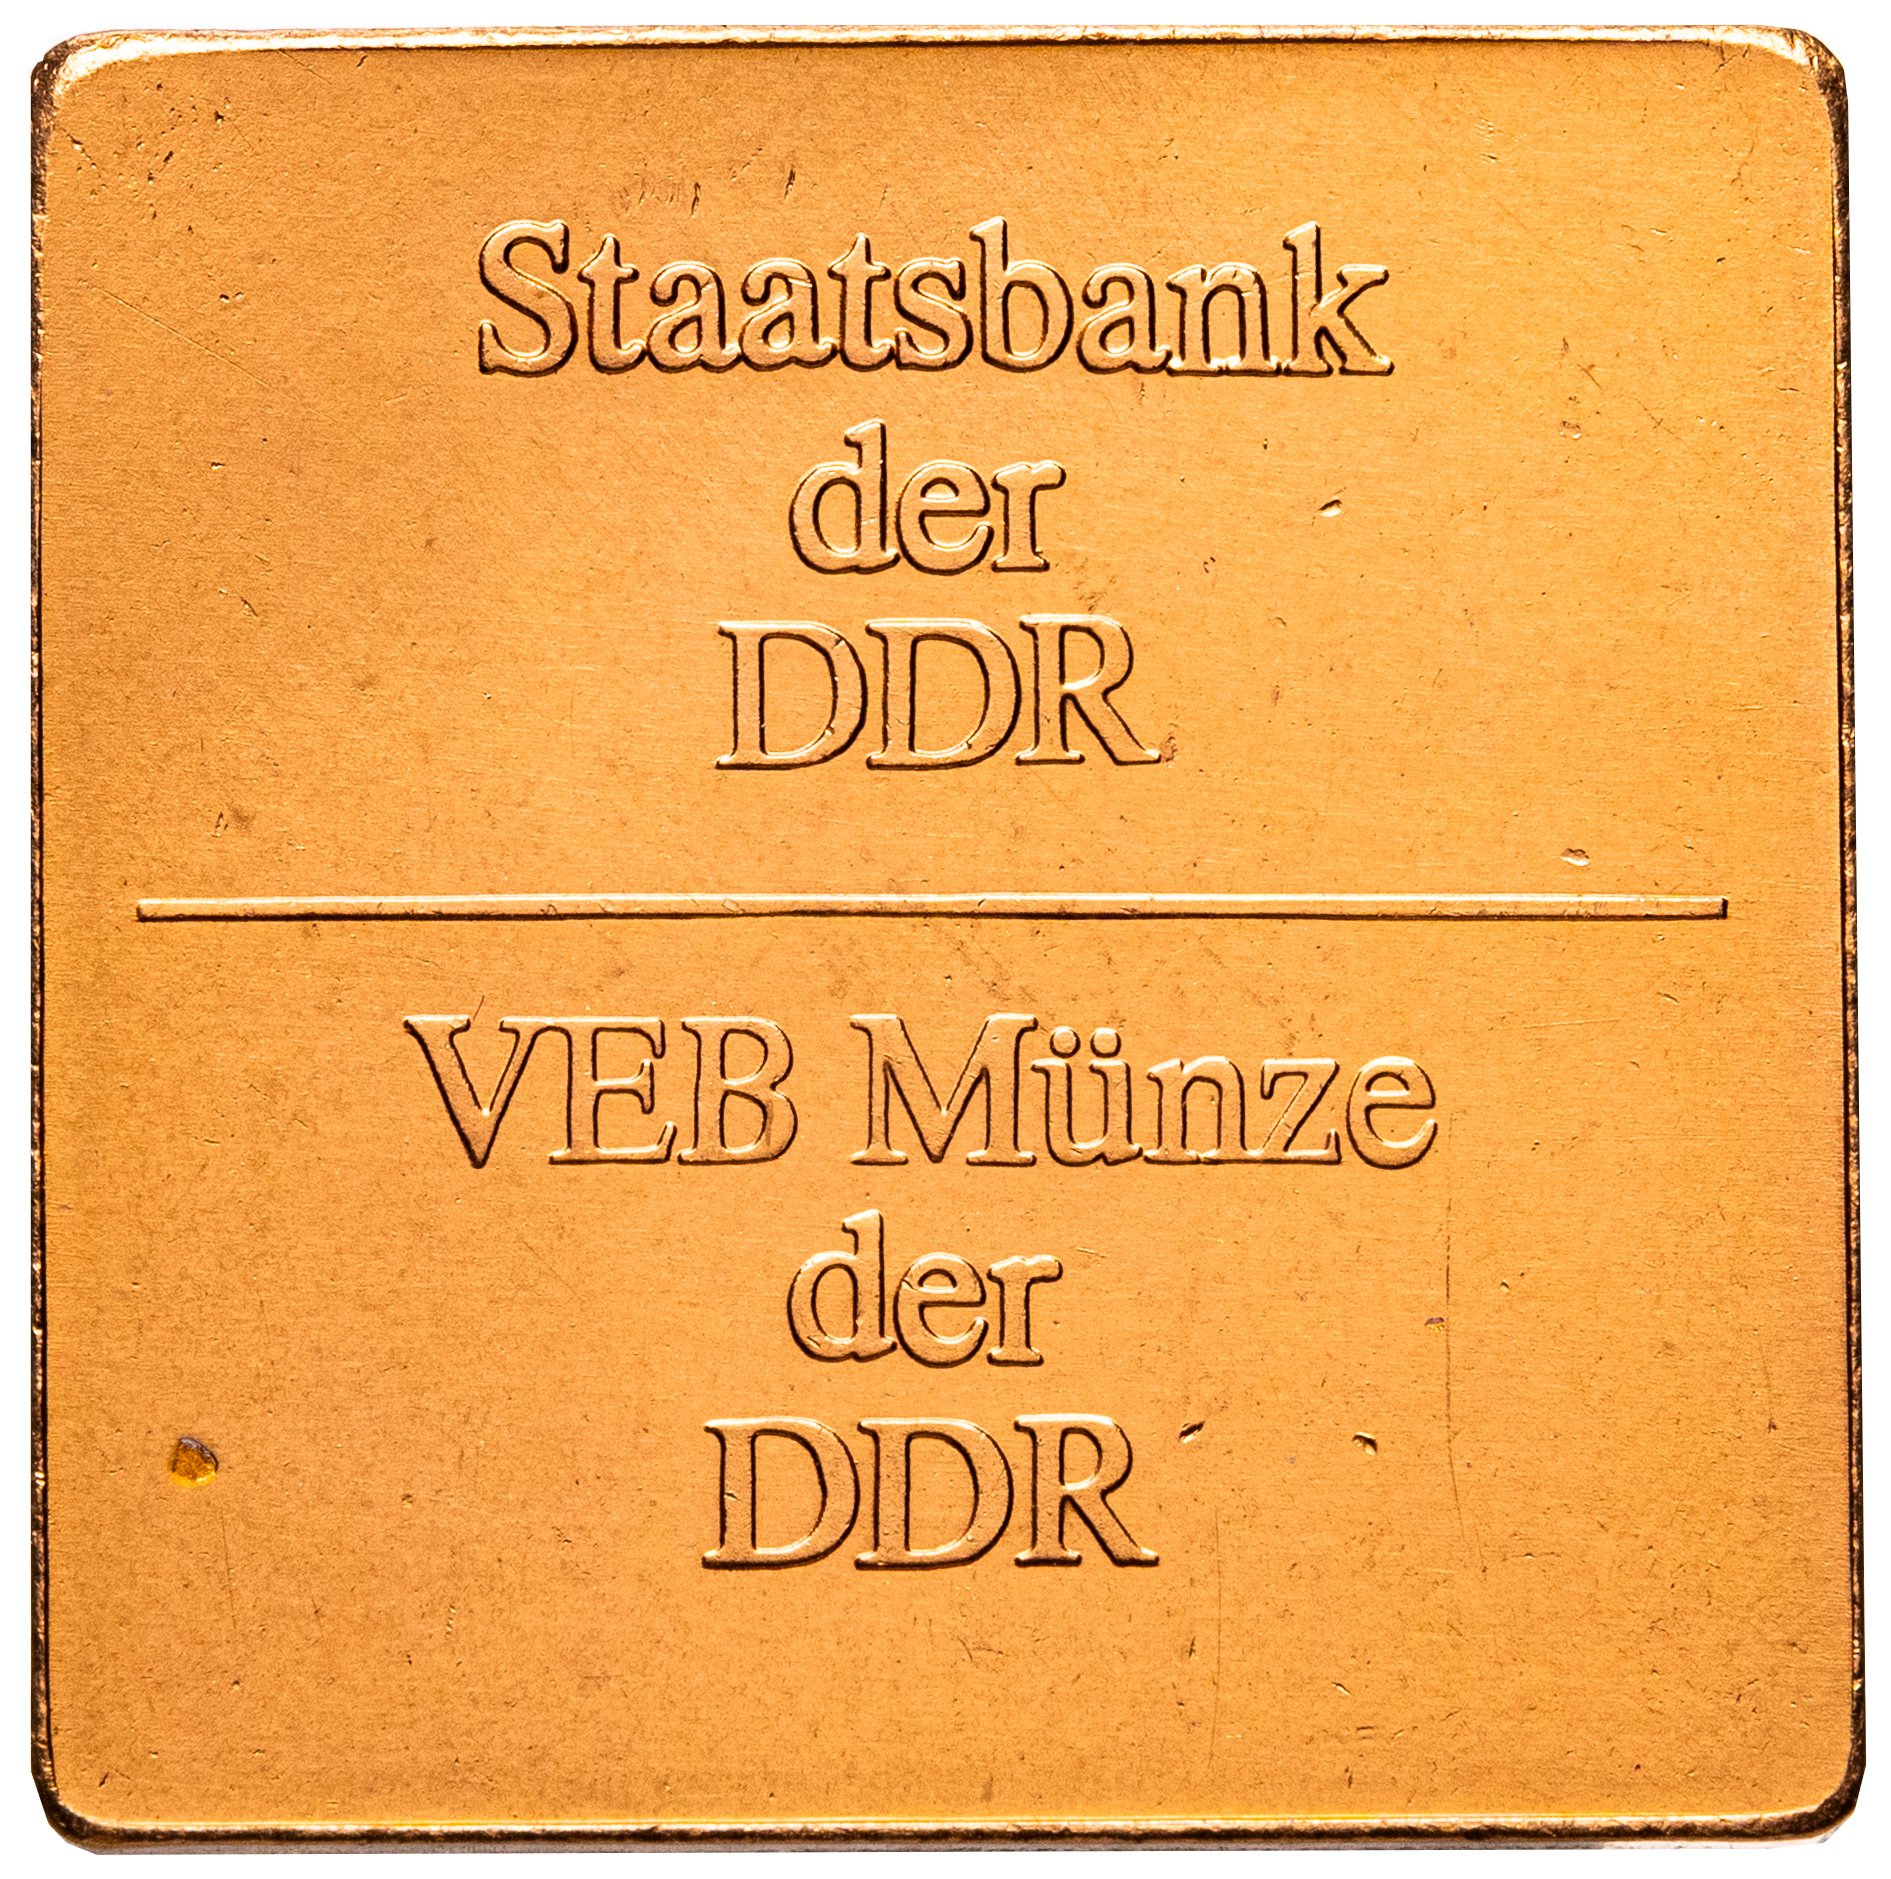 Staatsbank
der
DDR
VEB Münze
der
DDR